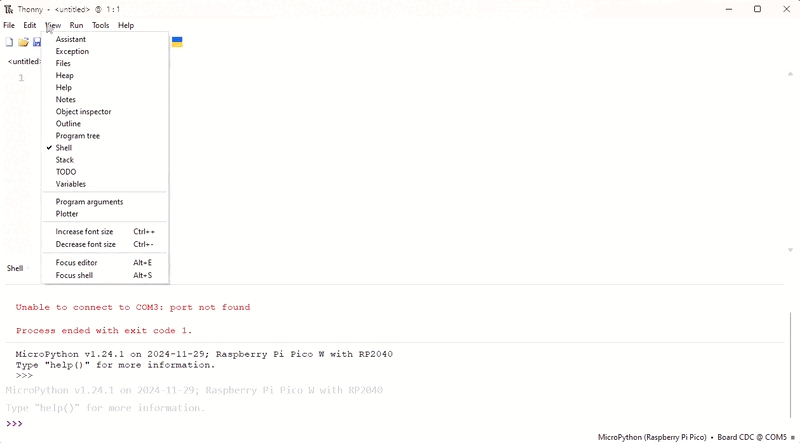 Thonny - <untitled> @ 1:1
File Edit View Run Tools Help
<untitled>
1
Assistant
Exception
Files
Heap
Help
Notes
Object inspector
Outline
Program tree
Shell
Stack
TODO
Variables
Program arguments
Plotter
Increase font size Ctrl++
Decrease font size Ctrl+-
Focus editor Alt+E
Focus shell Alt+S
Shell
Unable to connect to COM3: port not found
Process ended with exit code 1.
MicroPython v1.24.1 on 2024-11-29; Raspberry Pi Pico W with RP2040
Type "help()" for more information.
>>>
MicroPython v1.24.1 on 2024-11-29; Raspberry Pi Pico W with RP2040
Type "help()" for more information.
>>>
MicroPython (Raspberry Pi Pico) • Board CDC @ COM5 ≡